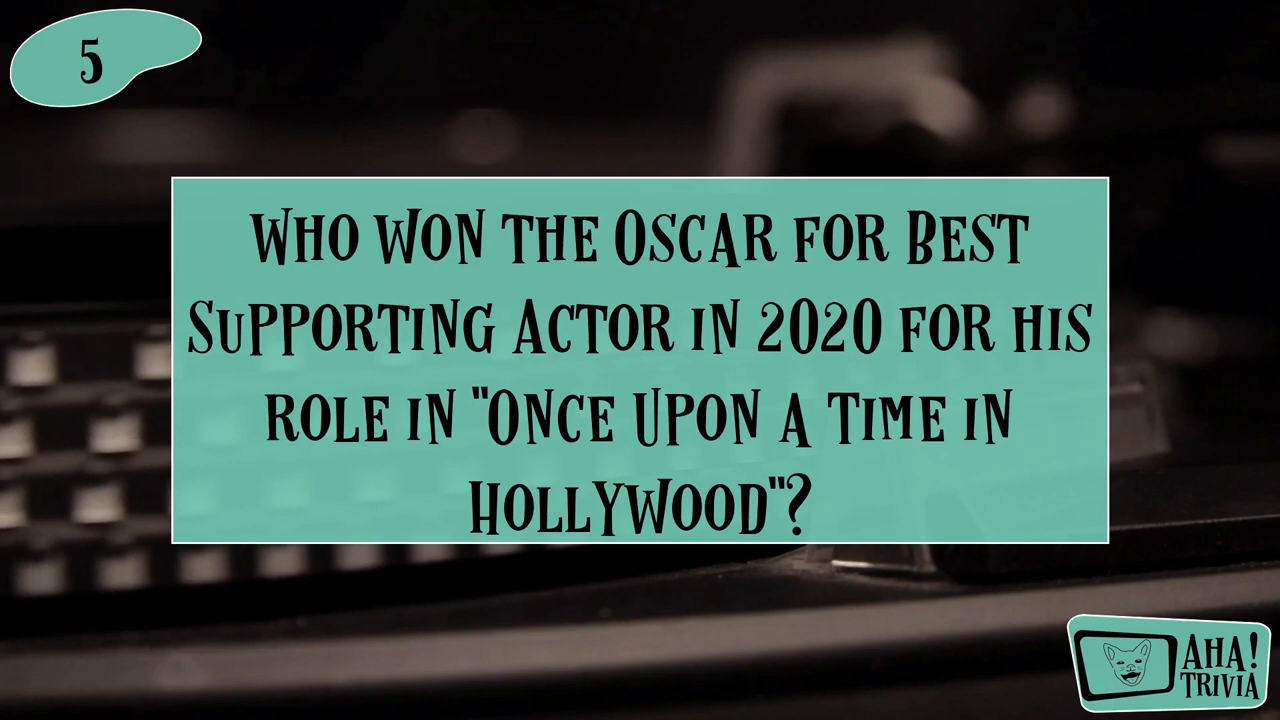 5
Who won the Oscar for Best
Supporting Actor in 2020 for his
role in "Once Upon a Time in
Hollywood"?
AHA!
TRIVIA